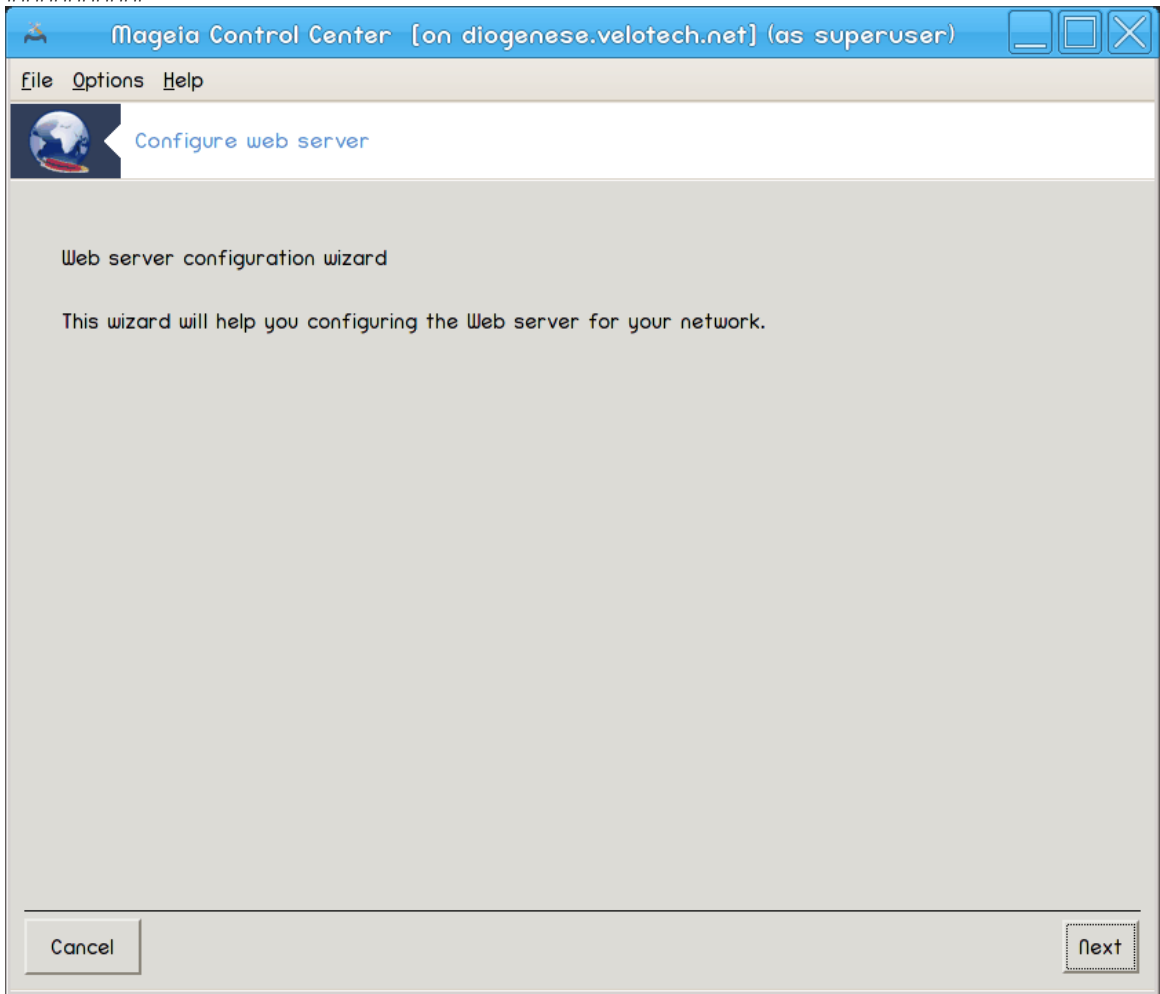 Mageia Control Center [on diogenese.velotech.net] (as superuser)
File Options Help
Configure web server
Web server configuration wizard
This wizard will help you configuring the Web server for your network.
Cancel Next